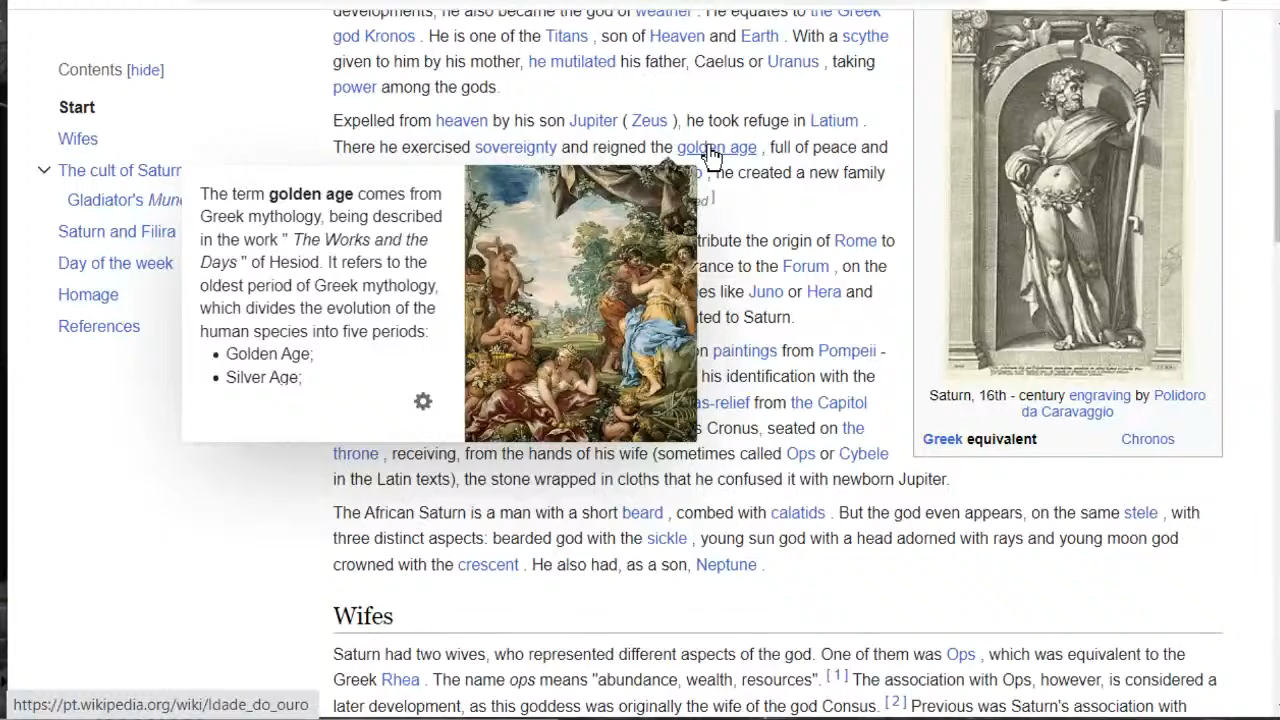 developments, he also became the god of weather . He equates to the Greek
god Kronos . He is one of the Titans , son of Heaven and Earth . With a scythe
given to him by his mother, he mutilated his father, Caelus or Uranus , taking
power among the gods.
Expelled from heaven by his son Jupiter ( Zeus ), he took refuge in Latium .
There he exercised sovereignty and reigned the golden age , full of peace and
, he created a new family
ed ]
tribute the origin of Rome to
rance to the Forum , on the
es like Juno or Hera and
ted to Saturn.
on paintings from Pompeii -
his identification with the
as-relief from the Capitol
s Cronus, seated on the
throne , receiving, from the hands of his wife (sometimes called Ops or Cybele
in the Latin texts), the stone wrapped in cloths that he confused it with newborn Jupiter.
The African Saturn is a man with a short beard , combed with calatids . But the god even appears, on the same stele , with
three distinct aspects: bearded god with the sickle , young sun god with a head adorned with rays and young moon god
crowned with the crescent . He also had, as a son, Neptune .
Wifes
Saturn had two wives, who represented different aspects of the god. One of them was Ops , which was equivalent to the
Greek Rhea . The name ops means "abundance, wealth, resources". [ 1 ] The association with Ops, however, is considered a
later development, as this goddess was originally the wife of the god Consus. [ 2 ] Previous was Saturn's association with
Contents [hide]
Start
Wifes
The cult of Saturn
Gladiator's Mun
Saturn and Filira
Day of the week
Homage
References
The term golden age comes from
Greek mythology, being described
in the work " The Works and the
Days " of Hesiod. It refers to the
oldest period of Greek mythology,
which divides the evolution of the
human species into five periods:
Golden Age;
Silver Age;
Saturn, 16th - century engraving by Polidoro
da Caravaggio
Greek equivalent Chronos
https://pt.wikipedia.org/wiki/Idade_do_ouro